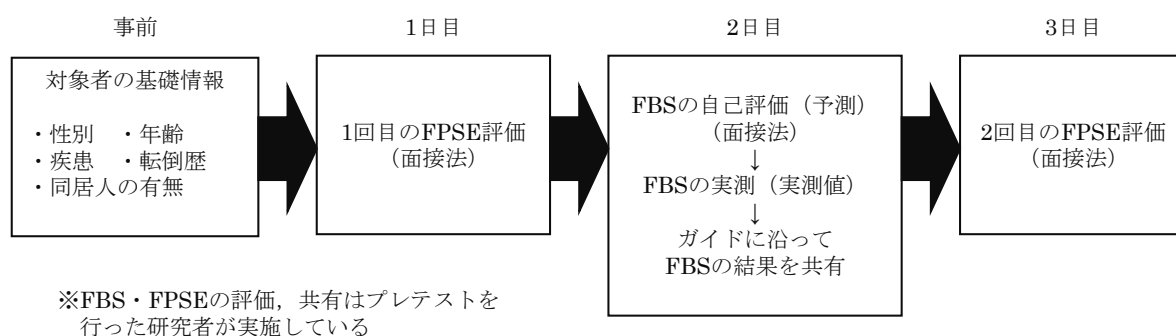 事前
対象者の基礎情報
・性別 ・年齢
・疾患 ・転倒歴
・同居人の有無
1日目
1回目のFPSE評価
(面接法)
2日目
FBSの自己評価(予測)
(面接法)
↓
FBSの実測(実測値)
↓
ガイドに沿って
FBSの結果を共有
3日目
2回目のFPSE評価
(面接法)
※FBS・FPSEの評価,共有はプレテストを
行った研究者が実施している